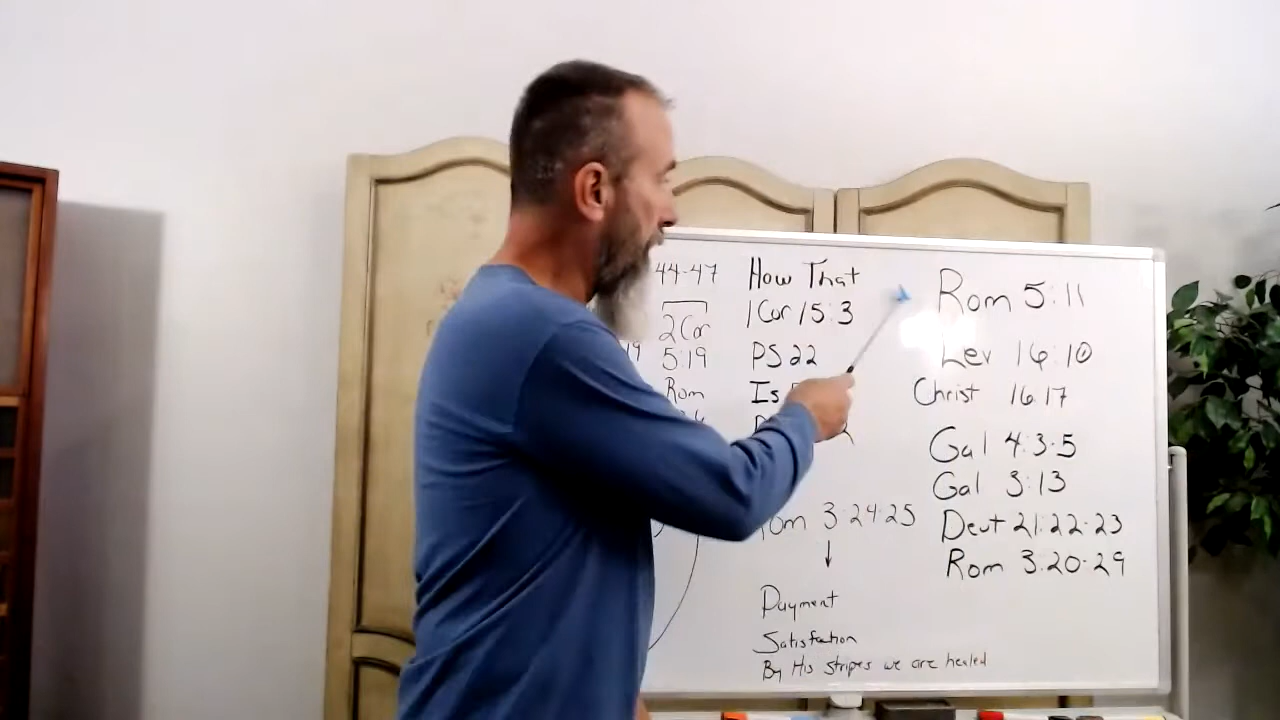 44-47
2Cor
5:19
Rom
How That
1Cor 15:3
PS 22
Is
Rom 3:24-25
Payment
Satisfaction
By His stripes we are healed
Rom 5:11
Lev 16:10
Christ 16:17
Gal 4:3-5
Gal 3:13
Deut 21:22-23
Rom 3:20-29